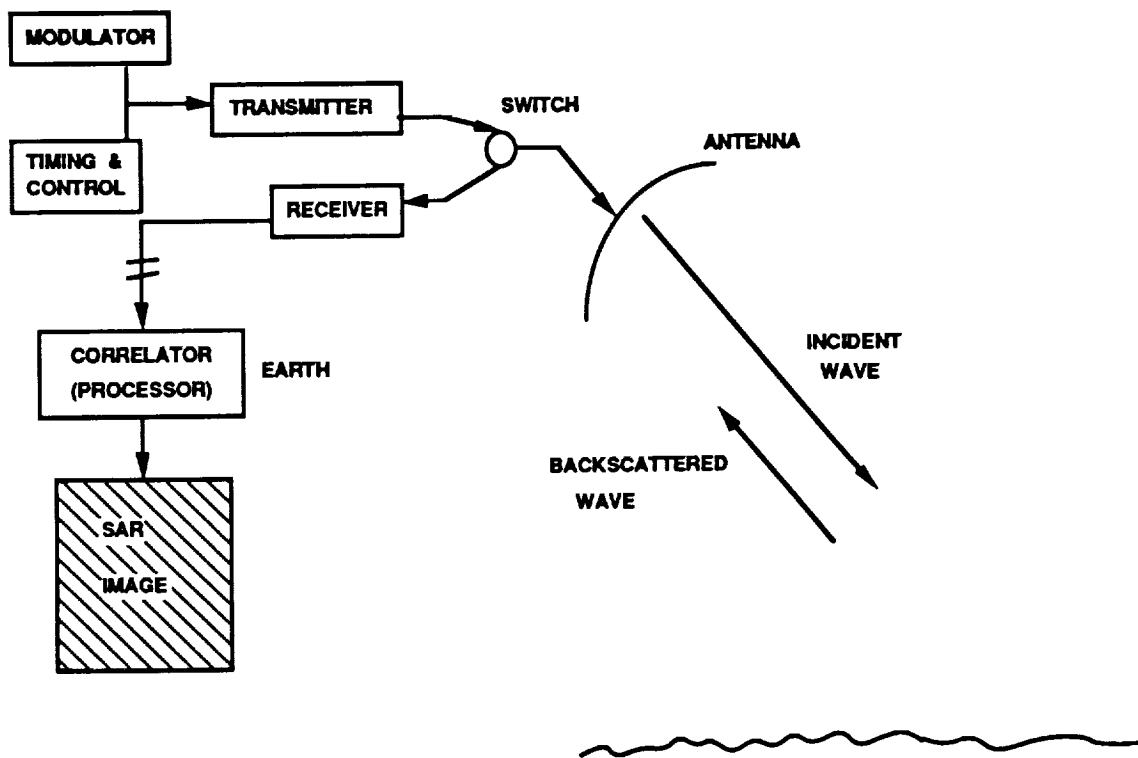 MODULATOR
TRANSMITTER
SWITCH
ANTENNA
TIMING &
CONTROL
RECEIVER
CORRELATOR
(PROCESSOR)
EARTH
INCIDENT
WAVE
BACKSCATTERED
WAVE
SAR
IMAGE